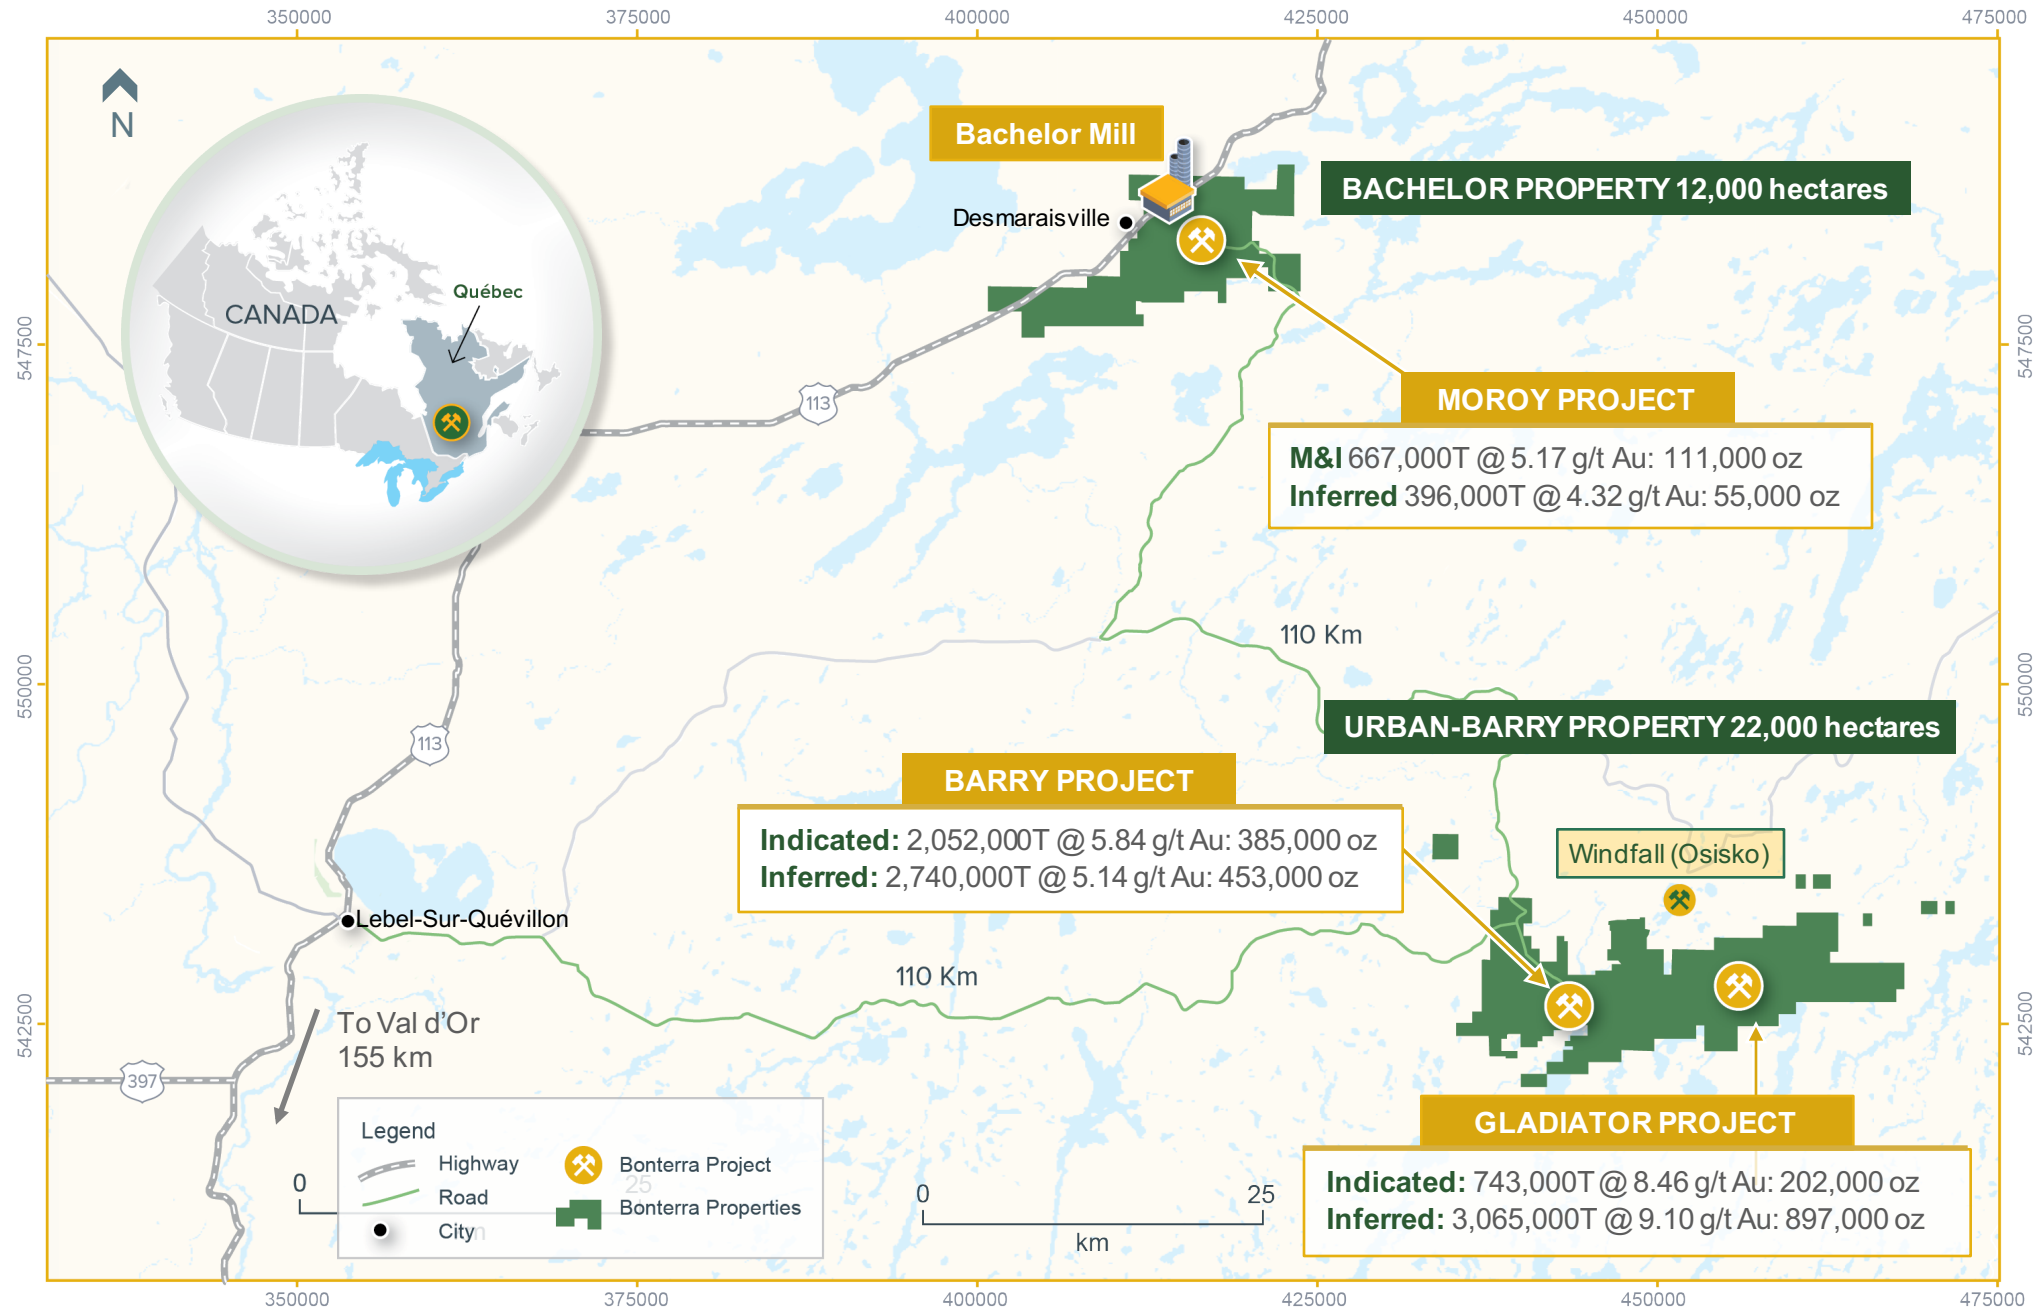 350000
375000
400000
425000
450000
475000
N
CANADA
Québec
Bachelor Mill
Desmaraisville
BACHELOR PROPERTY 12,000 hectares
547500
547500
113
MOROY PROJECT
M&I 667,000T @ 5.17 g/t Au: 111,000 oz
Inferred 396,000T @ 4.32 g/t Au: 55,000 oz
110 Km
550000
550000
URBAN-BARRY PROPERTY 22,000 hectares
113
BARRY PROJECT
Indicated: 2,052,000T @ 5.84 g/t Au: 385,000 oz
Inferred: 2,740,000T @ 5.14 g/t Au: 453,000 oz
Windfall (Osisko)
Lebel-Sur-Quévillon
110 Km
To Val d'Or
155 km
542500
542500
397
Legend
Highway
Road
City
Bonterra Project
Bonterra Properties
0
25
0
25
km
GLADIATOR PROJECT
Indicated: 743,000T @ 8.46 g/t Au: 202,000 oz
Inferred: 3,065,000T @ 9.10 g/t Au: 897,000 oz
350000
375000
400000
425000
450000
475000